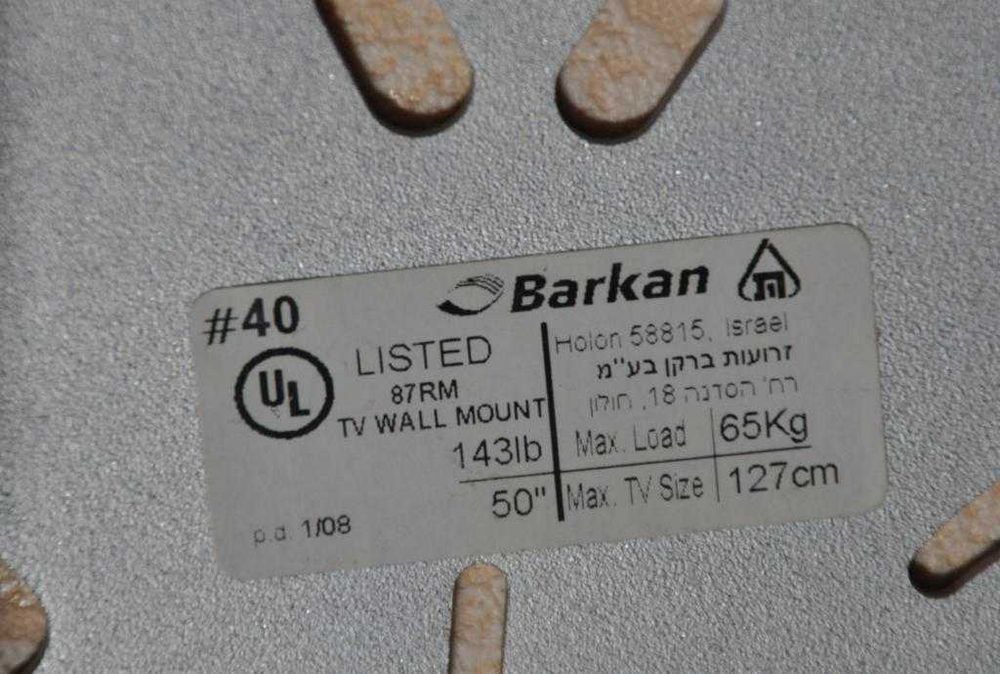 #40
Barkan
UL
LISTED
87RM
TV WALL MOUNT
Holon 58815, Israel
זרועות ברקן בע"מ
רח' הסדנה 18, חולון
143lb
Max. Load
65Kg
50"
Max. TV Size
127cm
p.d. 1/08